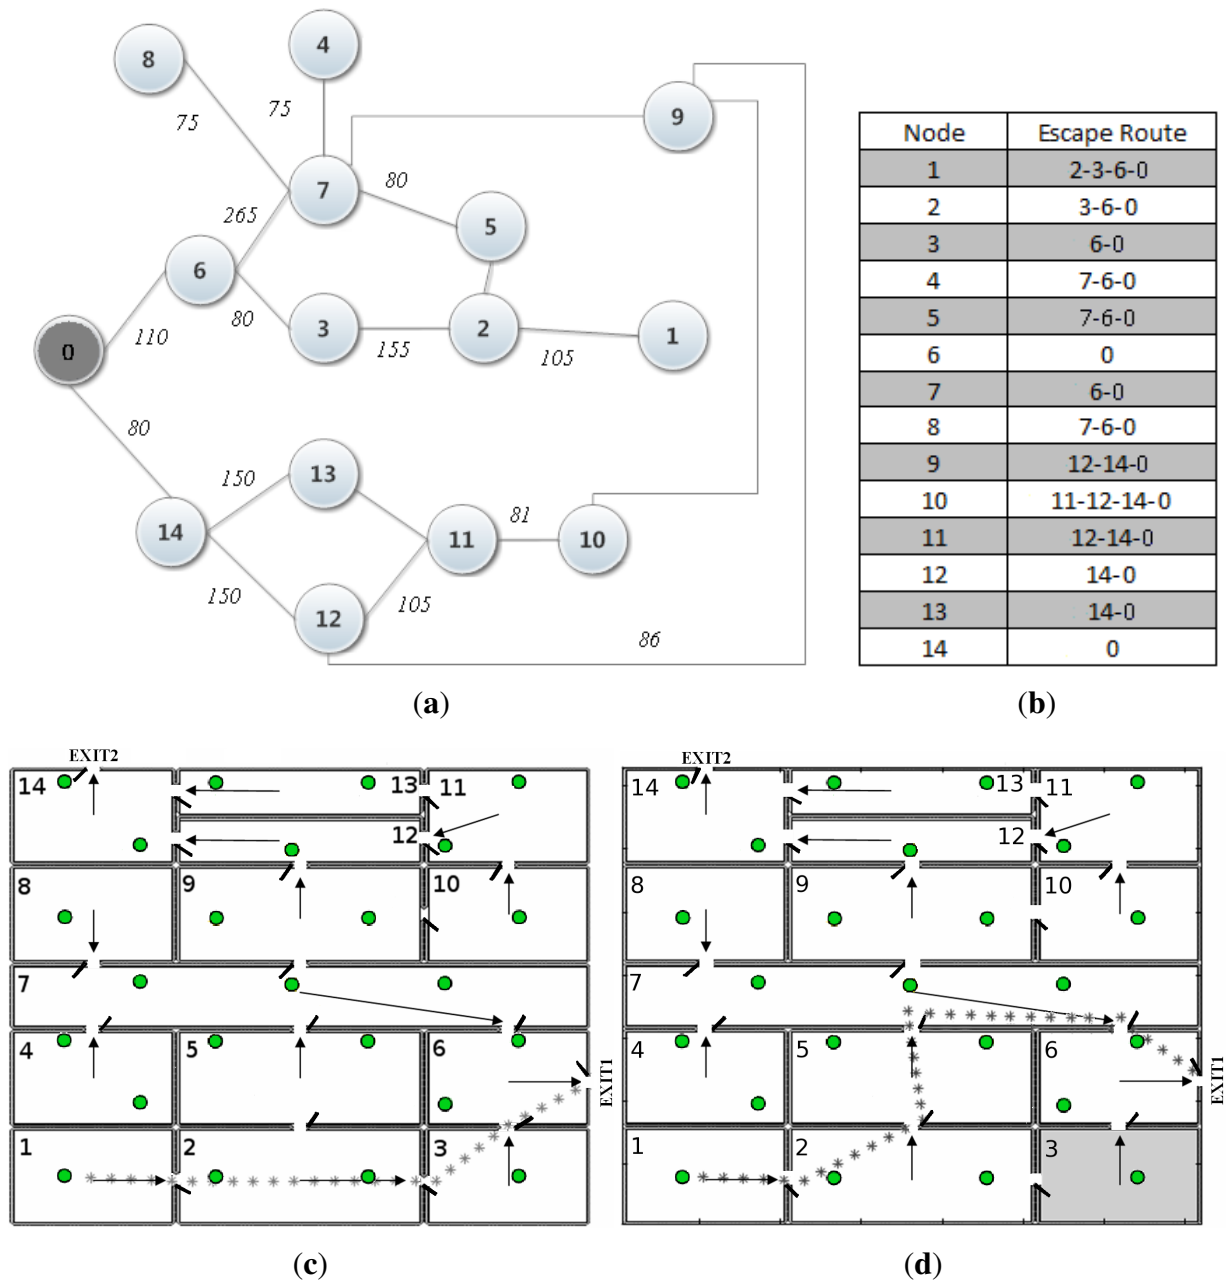 8
4
75
75
9
7
80
265
5
6
80
3
2
1
110
155
105
0
80
150
13
14
11
81
10
150
12
105
86
(a)
Node Escape Route
1 2-3-6-0
2 3-6-0
3 6-0
4 7-6-0
5 7-6-0
6 0
7 6-0
8 7-6-0
9 12-14-0
10 11-12-14-0
11 12-14-0
12 14-0
13 14-0
14 0
(b)
EXIT2
14 13 11
12
8 9 10
7
4 5 6
EXIT1
1 2 3
(c)
EXIT2
14 13 11
12
8 9 10
7
4 5 6
EXIT1
1 2 3
(d)